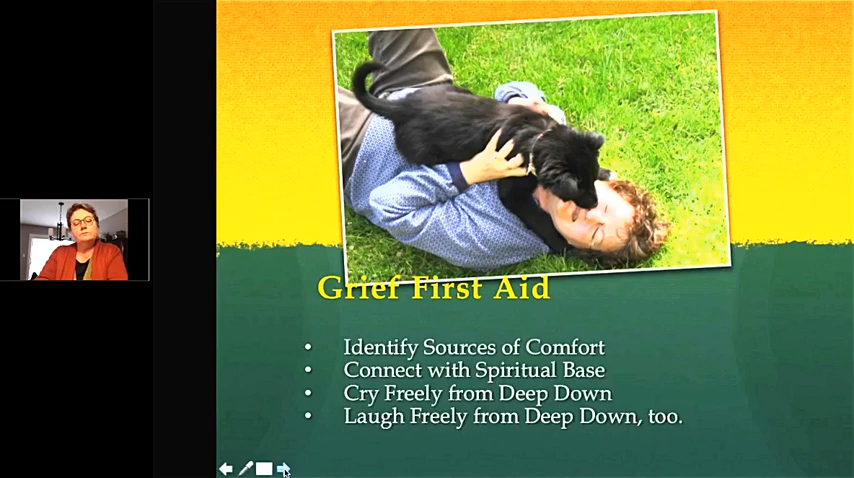 Grief First Aid
• Identify Sources of Comfort
• Connect with Spiritual Base
• Cry Freely from Deep Down
• Laugh Freely from Deep Down, too.